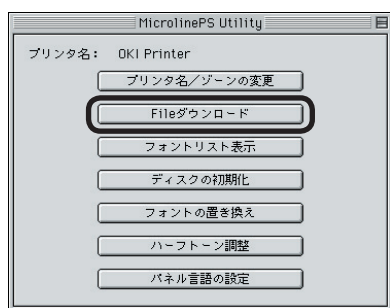 MicrolinePS Utility
プリンタ名： OKI Printer
プリンタ名／ゾーンの変更
Fileダウンロード
フォントリスト表示
ディスクの初期化
フォントの置き換え
ハーフトーン調整
パネル言語の設定